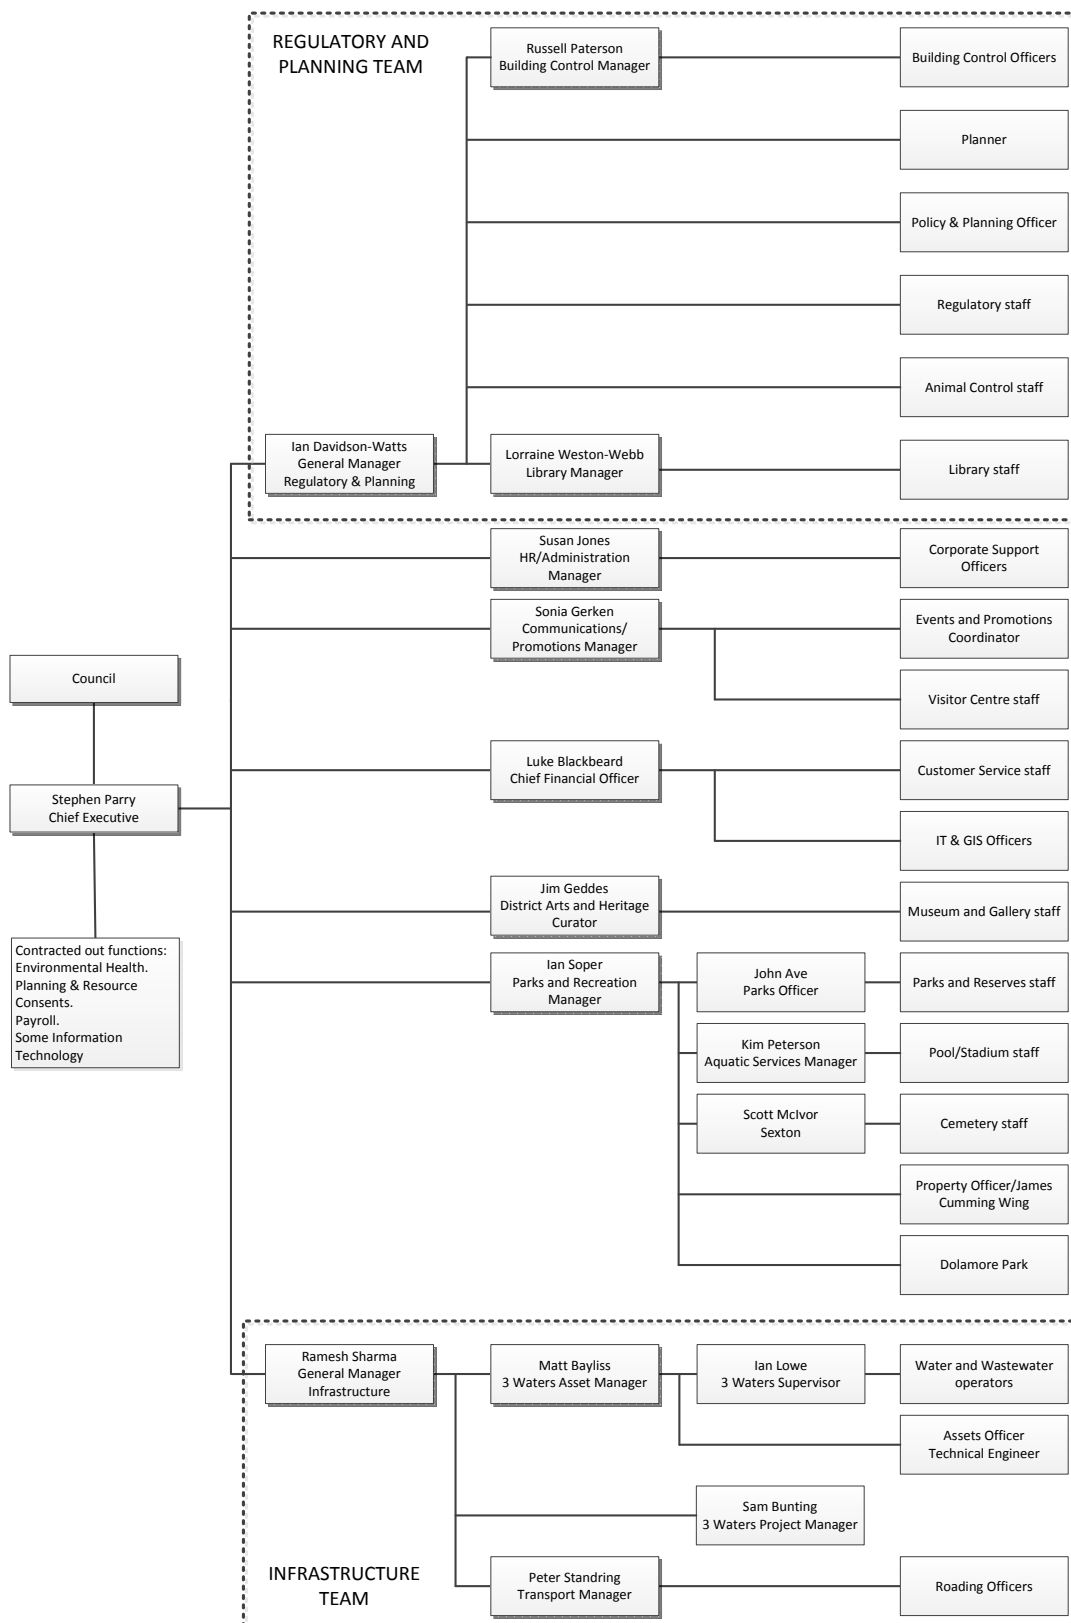 REGULATORY AND
PLANNING TEAM
Russell Paterson
Building Control Manager
Building Control Officers
Planner
Policy & Planning Officer
Regulatory staff
Animal Control staff
Ian Davidson-Watts
General Manager
Regulatory & Planning
Lorraine Weston-Webb
Library Manager
Library staff
Susan Jones
HR/Administration
Manager
Corporate Support
Officers
Sonia Gerken
Communications/
Promotions Manager
Events and Promotions
Coordinator
Visitor Centre staff
Council
Luke Blackbeard
Chief Financial Officer
Customer Service staff
Stephen Parry
Chief Executive
IT & GIS Officers
Jim Geddes
District Arts and Heritage
Curator
Museum and Gallery staff
Contracted out functions:
Environmental Health.
Planning & Resource
Consents.
Payroll.
Some Information
Technology
Ian Soper
Parks and Recreation
Manager
John Ave
Parks Officer
Parks and Reserves staff
Kim Peterson
Aquatic Services Manager
Pool/Stadium staff
Scott McIvor
Sexton
Cemetery staff
Property Officer/James
Cumming Wing
Dolamore Park
Ramesh Sharma
General Manager
Infrastructure
Matt Bayliss
3 Waters Asset Manager
Ian Lowe
3 Waters Supervisor
Water and Wastewater
operators
Assets Officer
Technical Engineer
Sam Bunting
3 Waters Project Manager
INFRASTRUCTURE
TEAM
Peter Standring
Transport Manager
Roading Officers